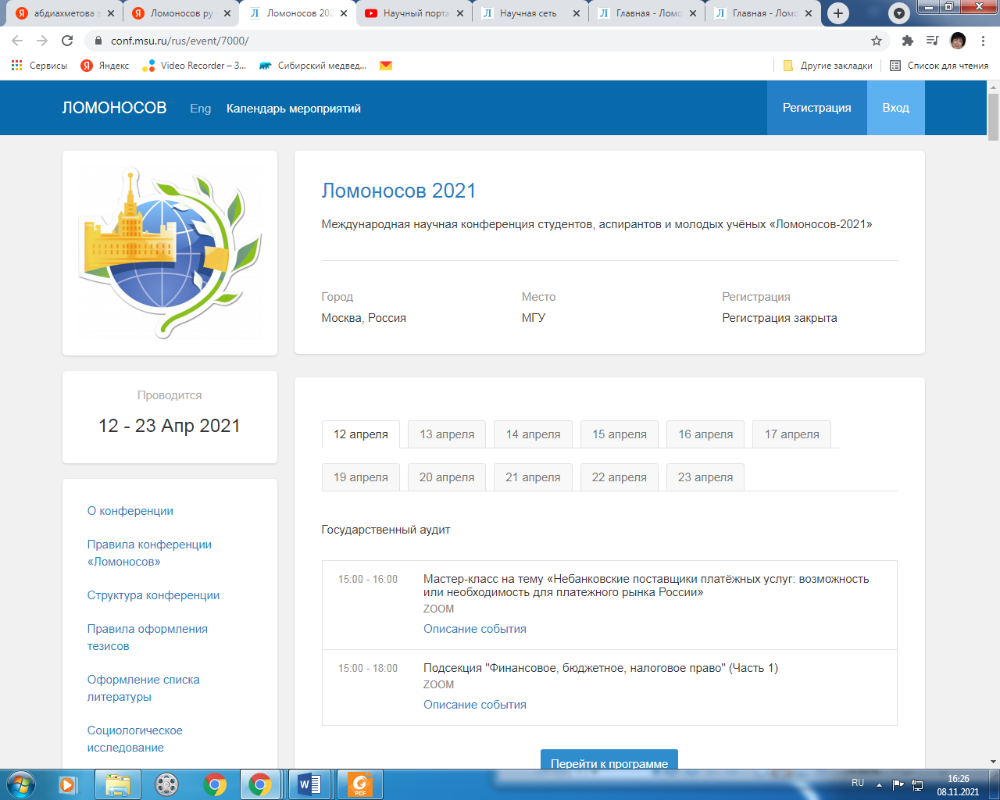 абдиахметова з
Ломоносов ру
Ломоносов 202
Научный порта
Научная сеть
Главная - Ломо
Главная - Ломо
conf.msu.ru/rus/event/7000/
Сервисы
Яндекс
Video Recorder – З...
Сибирский медвед...
Другие закладки
Список для чтения
ЛОМОНОСОВ
Eng
Календарь мероприятий
Регистрация
Вход
Ломоносов 2021
Международная научная конференция студентов, аспирантов и молодых учёных «Ломоносов-2021»
Город
Место
Регистрация
Москва, Россия
МГУ
Регистрация закрыта
Проводится
12 - 23 Апр 2021
О конференции
Правила конференции
«Ломоносов»
Структура конференции
Правила оформления
тезисов
Оформление списка
литературы
Социологическое
исследование
12 апреля
13 апреля
14 апреля
15 апреля
16 апреля
17 апреля
19 апреля
20 апреля
21 апреля
22 апреля
23 апреля
Государственный аудит
15:00 - 16:00
Мастер-класс на тему «Небанковские поставщики платёжных услуг: возможность
или необходимость для платежного рынка России»
ZOOM
Описание события
15:00 - 18:00
Подсекция "Финансовое, бюджетное, налоговое право" (Часть 1)
ZOOM
Описание события
Перейти к программе
PDF
RU
16:26
08.11.2021